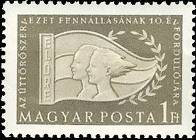 AZ ÚTTÖRŐSZERVEZET FENNÁLLÁSÁNAK 10. ÉVFORDULÓJÁRA
ELŐRE
MAGYAR POSTA 1 Ft